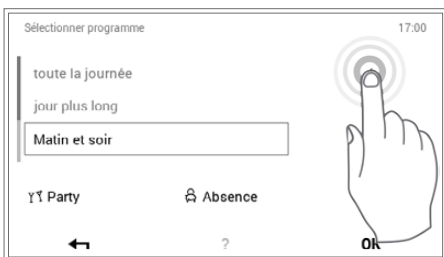 Sélectionner programme 17:00
toute la journée
jour plus long
Matin et soir
Party Absence
? OK